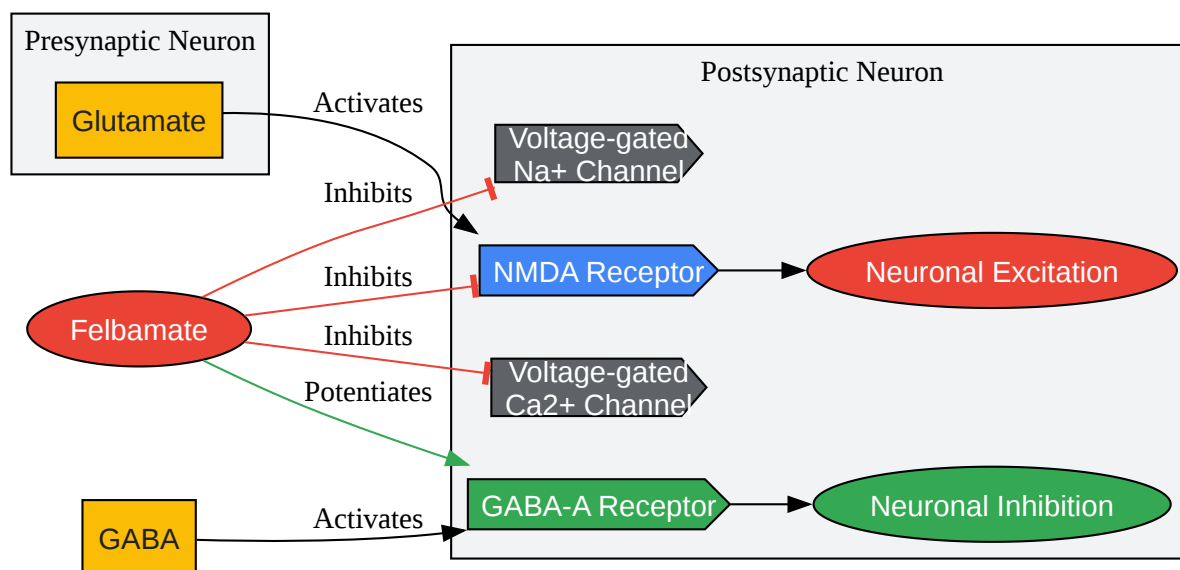 Presynaptic Neuron
Glutamate
Activates
Postsynaptic Neuron
Voltage-gated
Na+ Channel
Inhibits
NMDA Receptor
Neuronal Excitation
Inhibits
Felbamate
Inhibits
Voltage-gated
Ca2+ Channel
Potentiates
GABA-A Receptor
Neuronal Inhibition
Activates
GABA